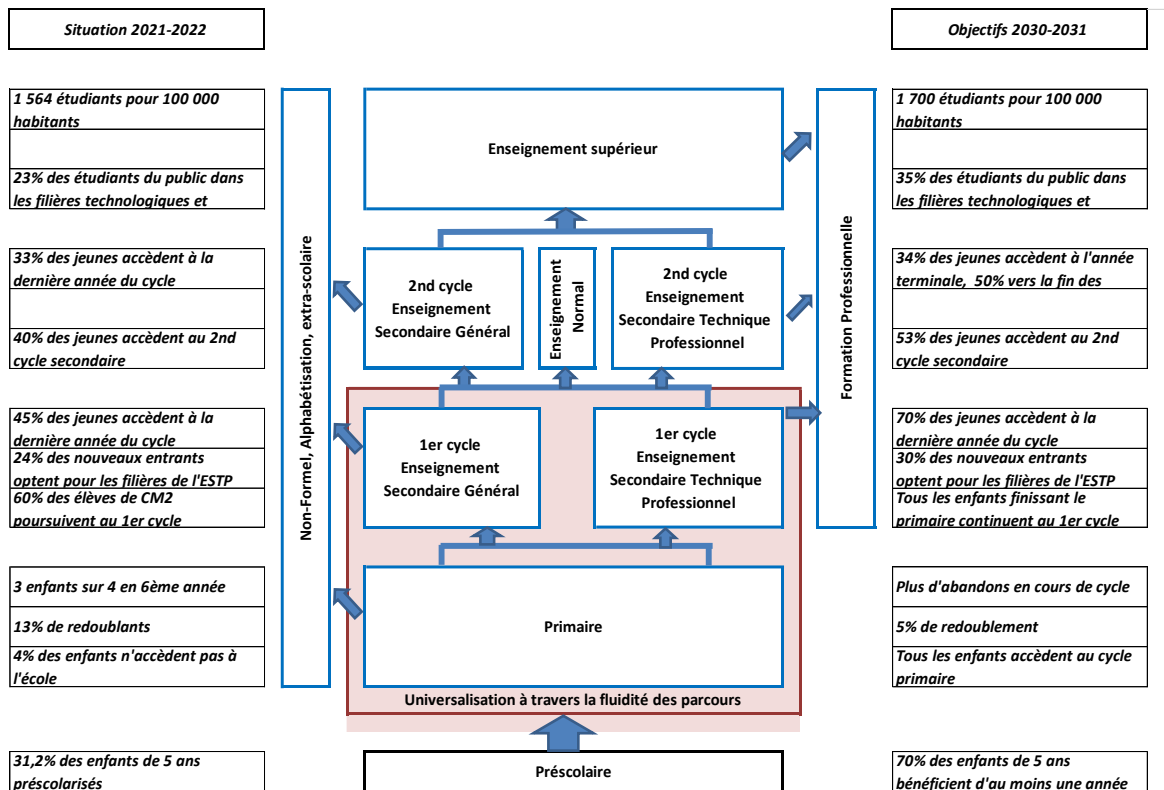 Situation 2021-2022
Objectifs 2030-2031
1 564 étudiants pour 100 000
habitants
23% des étudiants du public dans
les filières technologiques et
33% des jeunes accèdent à la
dernière année du cycle
40% des jeunes accèdent au 2nd
cycle secondaire
45% des jeunes accèdent à la
dernière année du cycle
24% des nouveaux entrants
optent pour les filières de l'ESTP
60% des élèves de CM2
poursuivent au 1er cycle
3 enfants sur 4 en 6ème année
13% de redoublants
4% des enfants n'accèdent pas à
l'école
31,2% des enfants de 5 ans
préscolarisés
Non-Formel, Alphabétisation, extra-scolaire
Enseignement supérieur
2nd cycle
Enseignement
Secondaire Général
Enseignement
Normal
2nd cycle
Enseignement
Secondaire Technique
Professionnel
1er cycle
Enseignement
Secondaire Général
1er cycle
Enseignement
Secondaire Technique
Professionnel
Primaire
Universalisation à travers la fluidité des parcours
Préscolaire
Formation Professionnelle
1 700 étudiants pour 100 000
habitants
35% des étudiants du public dans
les filières technologiques et
34% des jeunes accèdent à l'année
terminale, 50% vers la fin des
53% des jeunes accèdent au 2nd
cycle secondaire
70% des jeunes accèdent à la
dernière année du cycle
30% des nouveaux entrants
optent pour les filières de l'ESTP
Tous les enfants finissant le
primaire continuent au 1er cycle
Plus d'abandons en cours de cycle
5% de redoublement
Tous les enfants accèdent au cycle
primaire
70% des enfants de 5 ans
bénéficient d'au moins une année